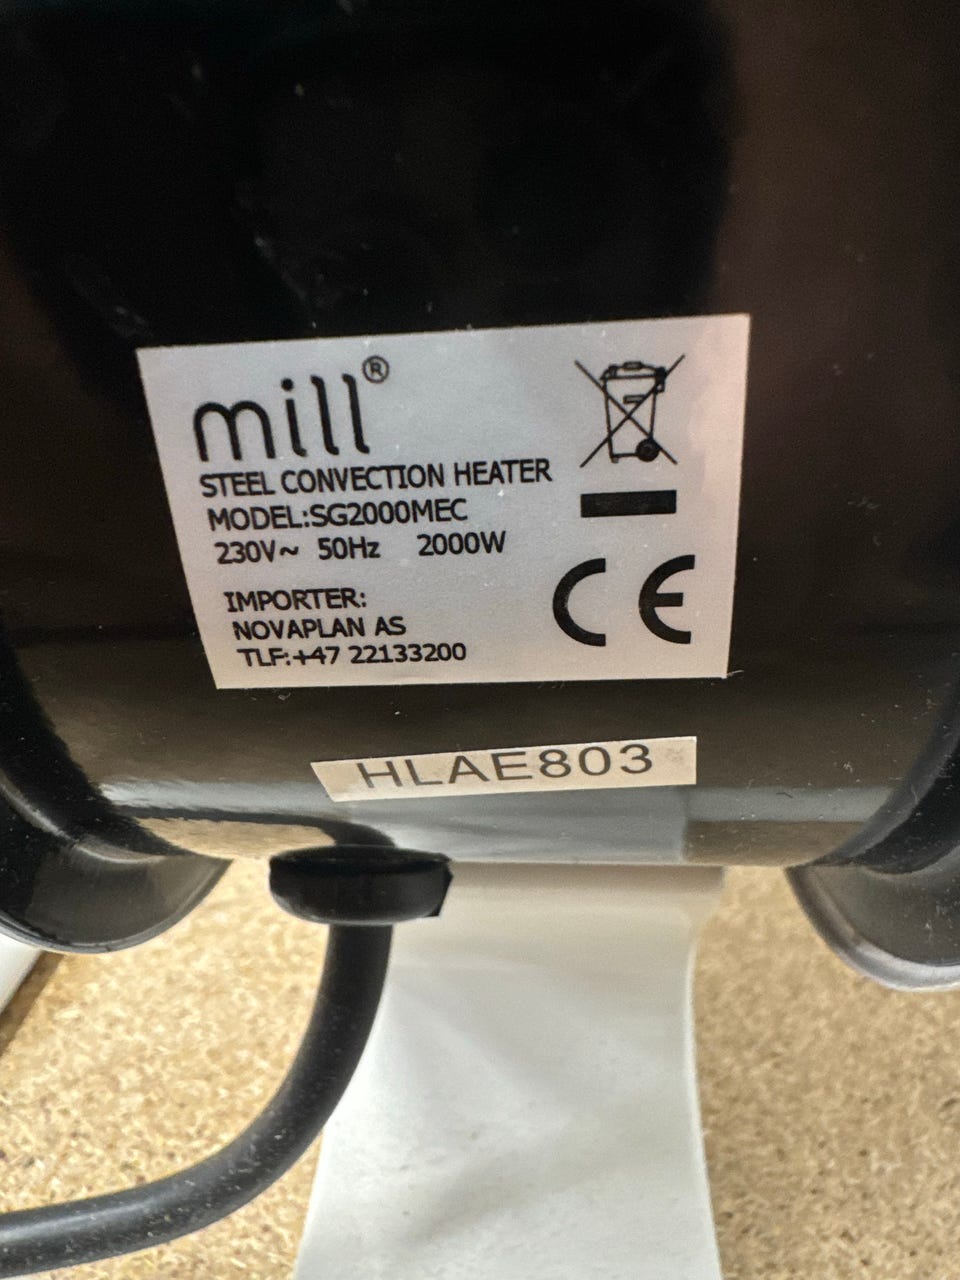 mill®
STEEL CONVECTION HEATER
MODEL:SG2000MEC
230V~ 50Hz 2000W
IMPORTER:
NOVAPLAN AS
TLF:+47 22133200
CE
HLAE803